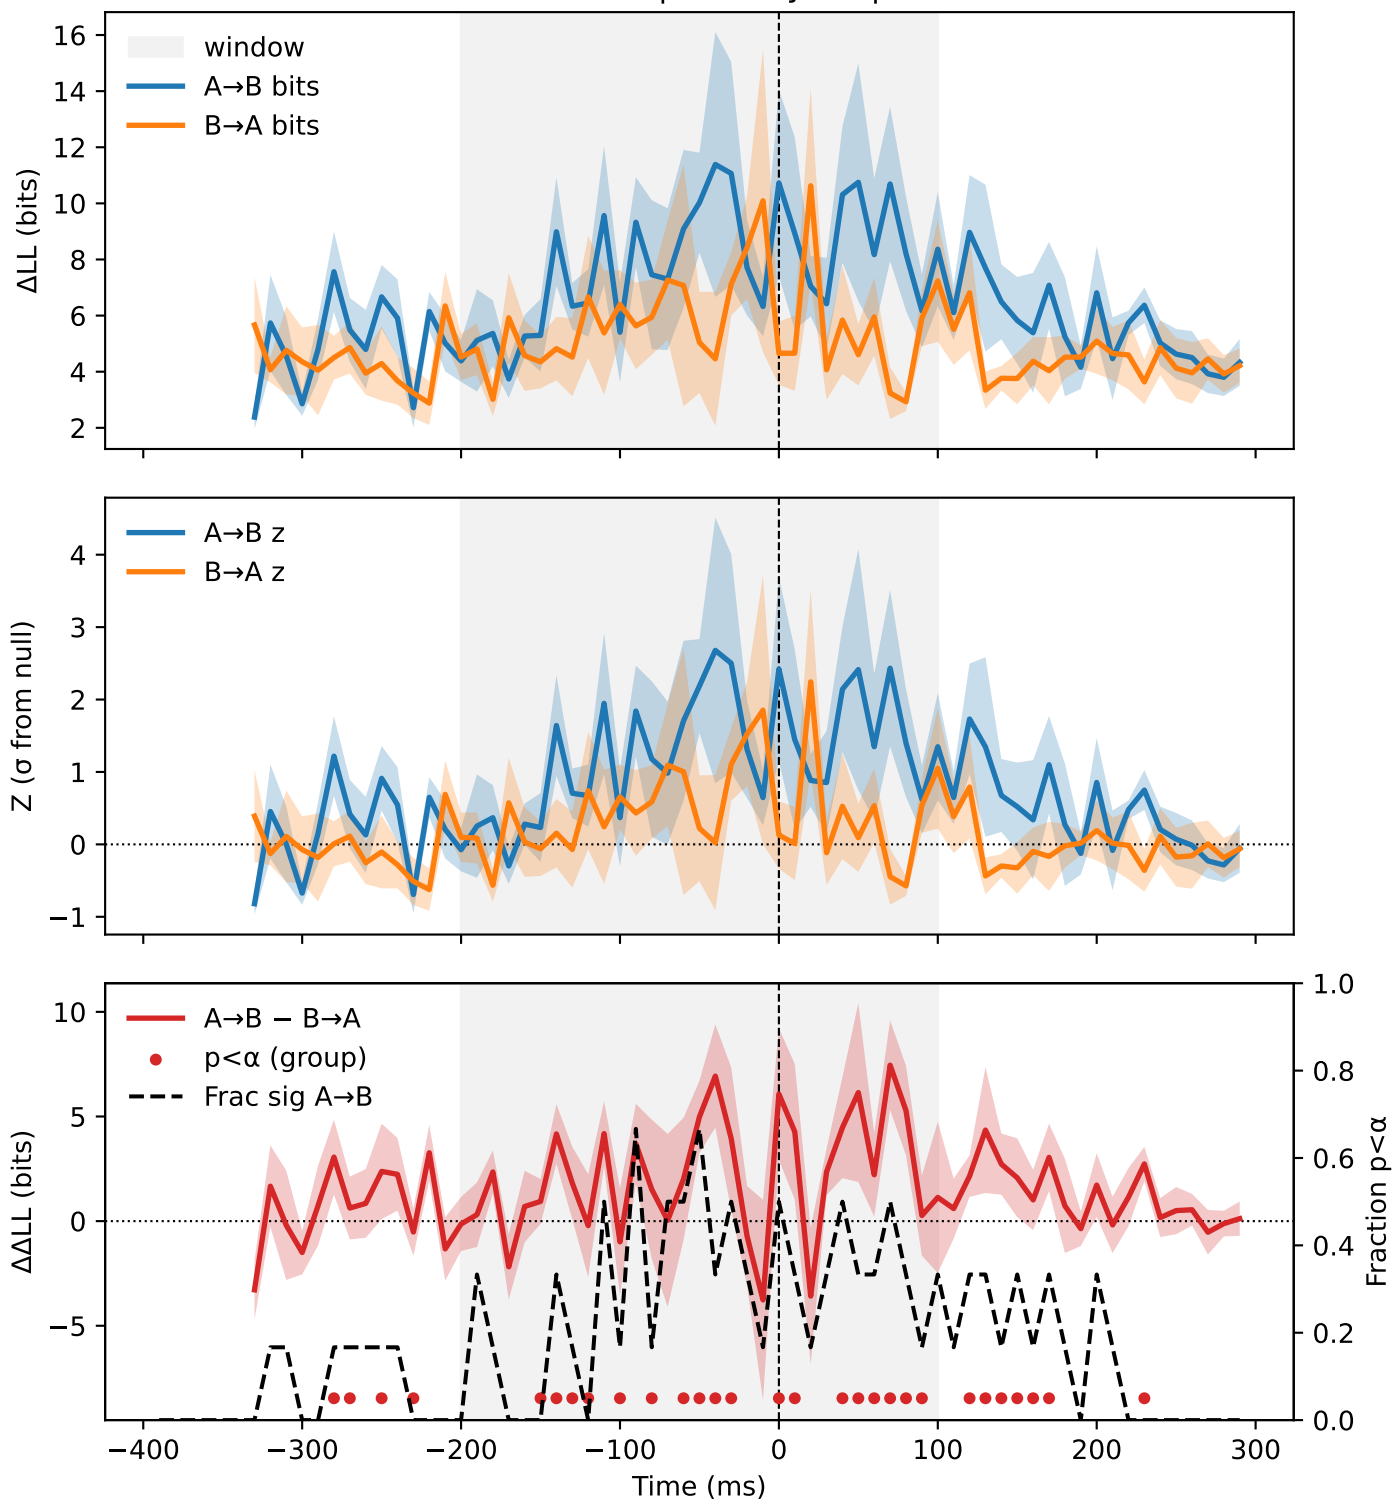 16
14
12
10
8
6
4
2
ΔLL (bits)
window
A→B bits
B→A bits
4
3
2
1
0
−1
Z (σ from null)
A→B z
B→A z
10
5
0
−5
ΔΔLL (bits)
A→B − B→A
p<α (group)
Frac sig A→B
1.0
0.8
0.6
0.4
0.2
0.0
Fraction p<α
−400 −300 −200 −100 0 100 200 300
Time (ms)